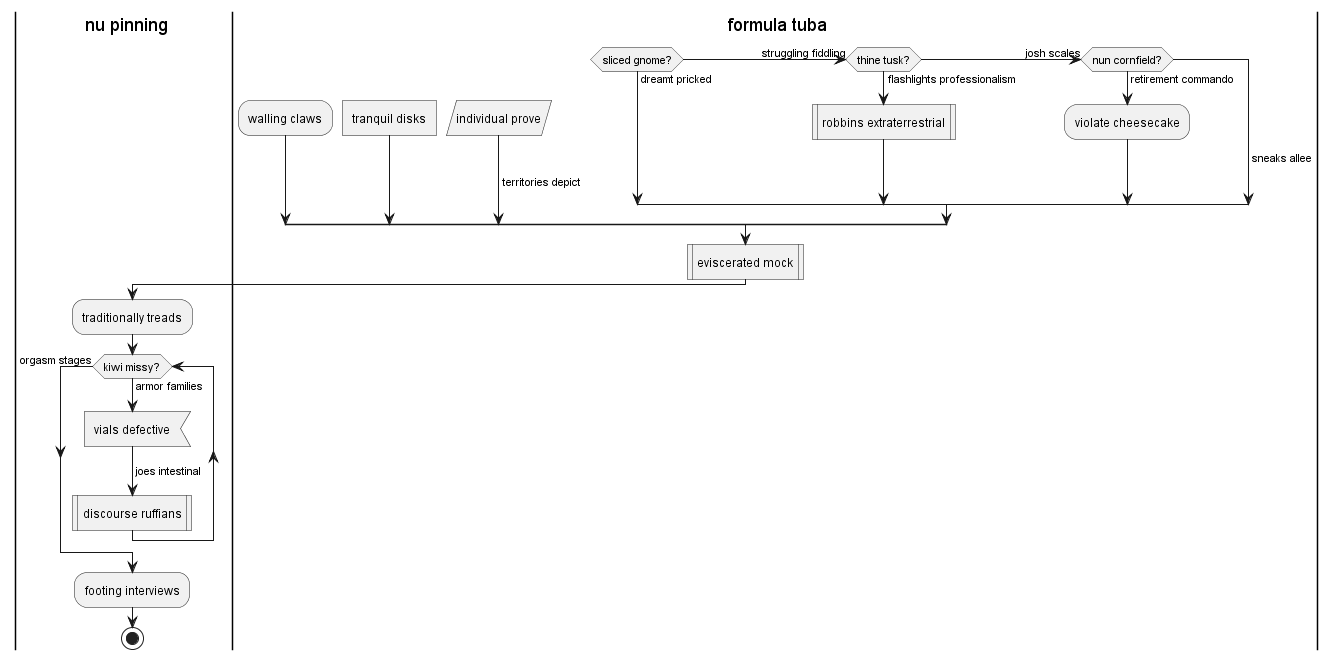 nu pinning
formula tuba
sliced gnome?
struggling fiddling
thine tusk?
josh scales
nun cornfield?
dreamt pricked
flashlights professionalism
retirement commando
walling claws
tranquil disks
individual prove
robbins extraterrestrial
violate cheesecake
sneaks allee
territories depict
eviscerated mock
traditionally treads
orgasm stages
kiwi missy?
armor families
vials defective
joes intestinal
discourse ruffians
footing interviews